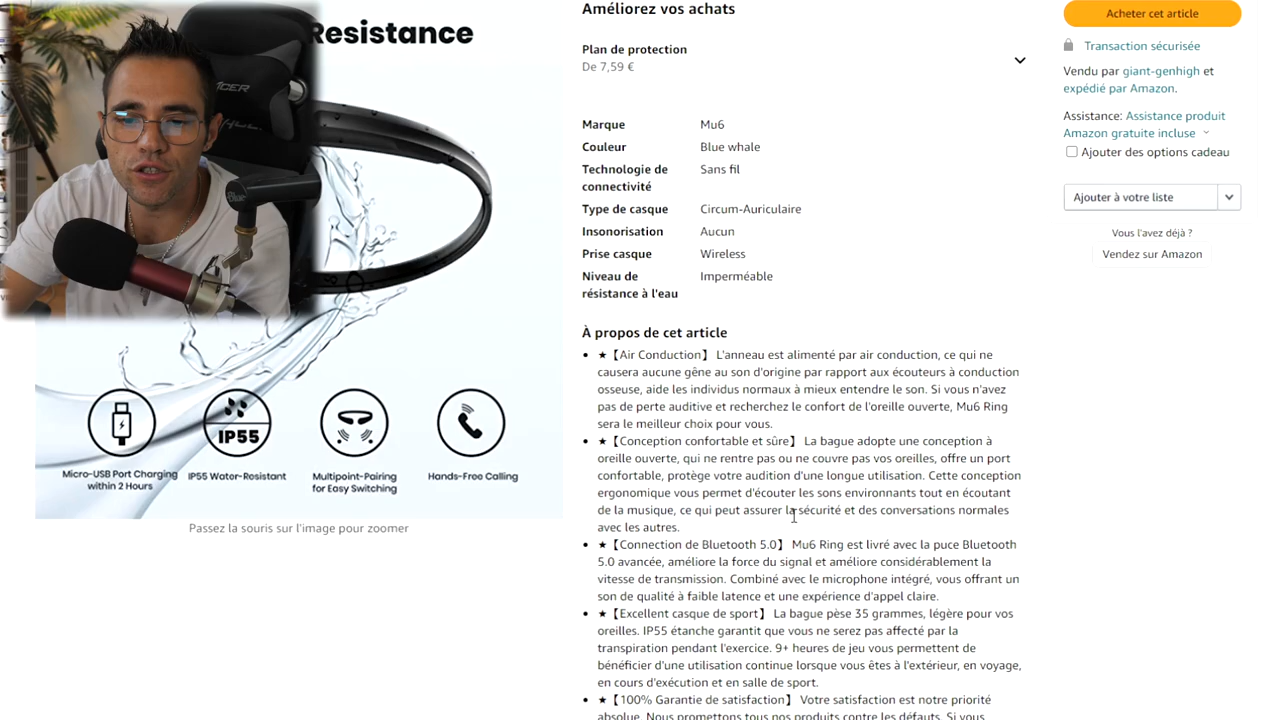 Resistance
Micro-USB Port Charging
within 2 Hours
IP55
IP55 Water-Resistant
Multipoint-Pairing
for Easy Switching
Hands-Free Calling
Passez la souris sur l'image pour zoomer
Améliorez vos achats
Plan de protection
De 7,59 €
Marque Mu6
Couleur Blue whale
Technologie de Sans fil
connectivité
Type de casque Circum-Auriculaire
Insonorisation Aucun
Prise casque Wireless
Niveau de Imperméable
résistance à l'eau
À propos de cet article
★【Air Conduction】 L'anneau est alimenté par air conduction, ce qui ne
causera aucune gêne au son d'origine par rapport aux écouteurs à conduction
osseuse, aide les individus normaux à mieux entendre le son. Si vous n'avez
pas de perte auditive et recherchez le confort de l'oreille ouverte, Mu6 Ring
sera le meilleur choix pour vous.
★【Conception confortable et sûre】 La bague adopte une conception à
oreille ouverte, qui ne rentre pas ou ne couvre pas vos oreilles, offre un port
confortable, protège votre audition d'une longue utilisation. Cette conception
ergonomique vous permet d'écouter les sons environnants tout en écoutant
de la musique, ce qui peut assurer la sécurité et des conversations normales
avec les autres.
★【Connection de Bluetooth 5.0】 Mu6 Ring est livré avec la puce Bluetooth
5.0 avancée, améliore la force du signal et améliore considérablement la
vitesse de transmission. Combiné avec le microphone intégré, vous offrant un
son de qualité à faible latence et une expérience d'appel claire.
★【Excellent casque de sport】 La bague pèse 35 grammes, légère pour vos
oreilles. IP55 étanche garantit que vous ne serez pas affecté par la
transpiration pendant l'exercice. 9+ heures de jeu vous permettent de
bénéficier d'une utilisation continue lorsque vous êtes à l'extérieur, en voyage,
en cours d'exécution et en salle de sport.
★【100% Garantie de satisfaction】 Votre satisfaction est notre priorité
absolue. Nous promettons tous nos produits contre les défauts. Si vous
Acheter cet article
Transaction sécurisée
Vendu par giant-genhigh et
expédié par Amazon.
Assistance: Assistance produit
Amazon gratuite incluse
Ajouter des options cadeau
Ajouter à votre liste
Vous l'avez déjà ?
Vendez sur Amazon